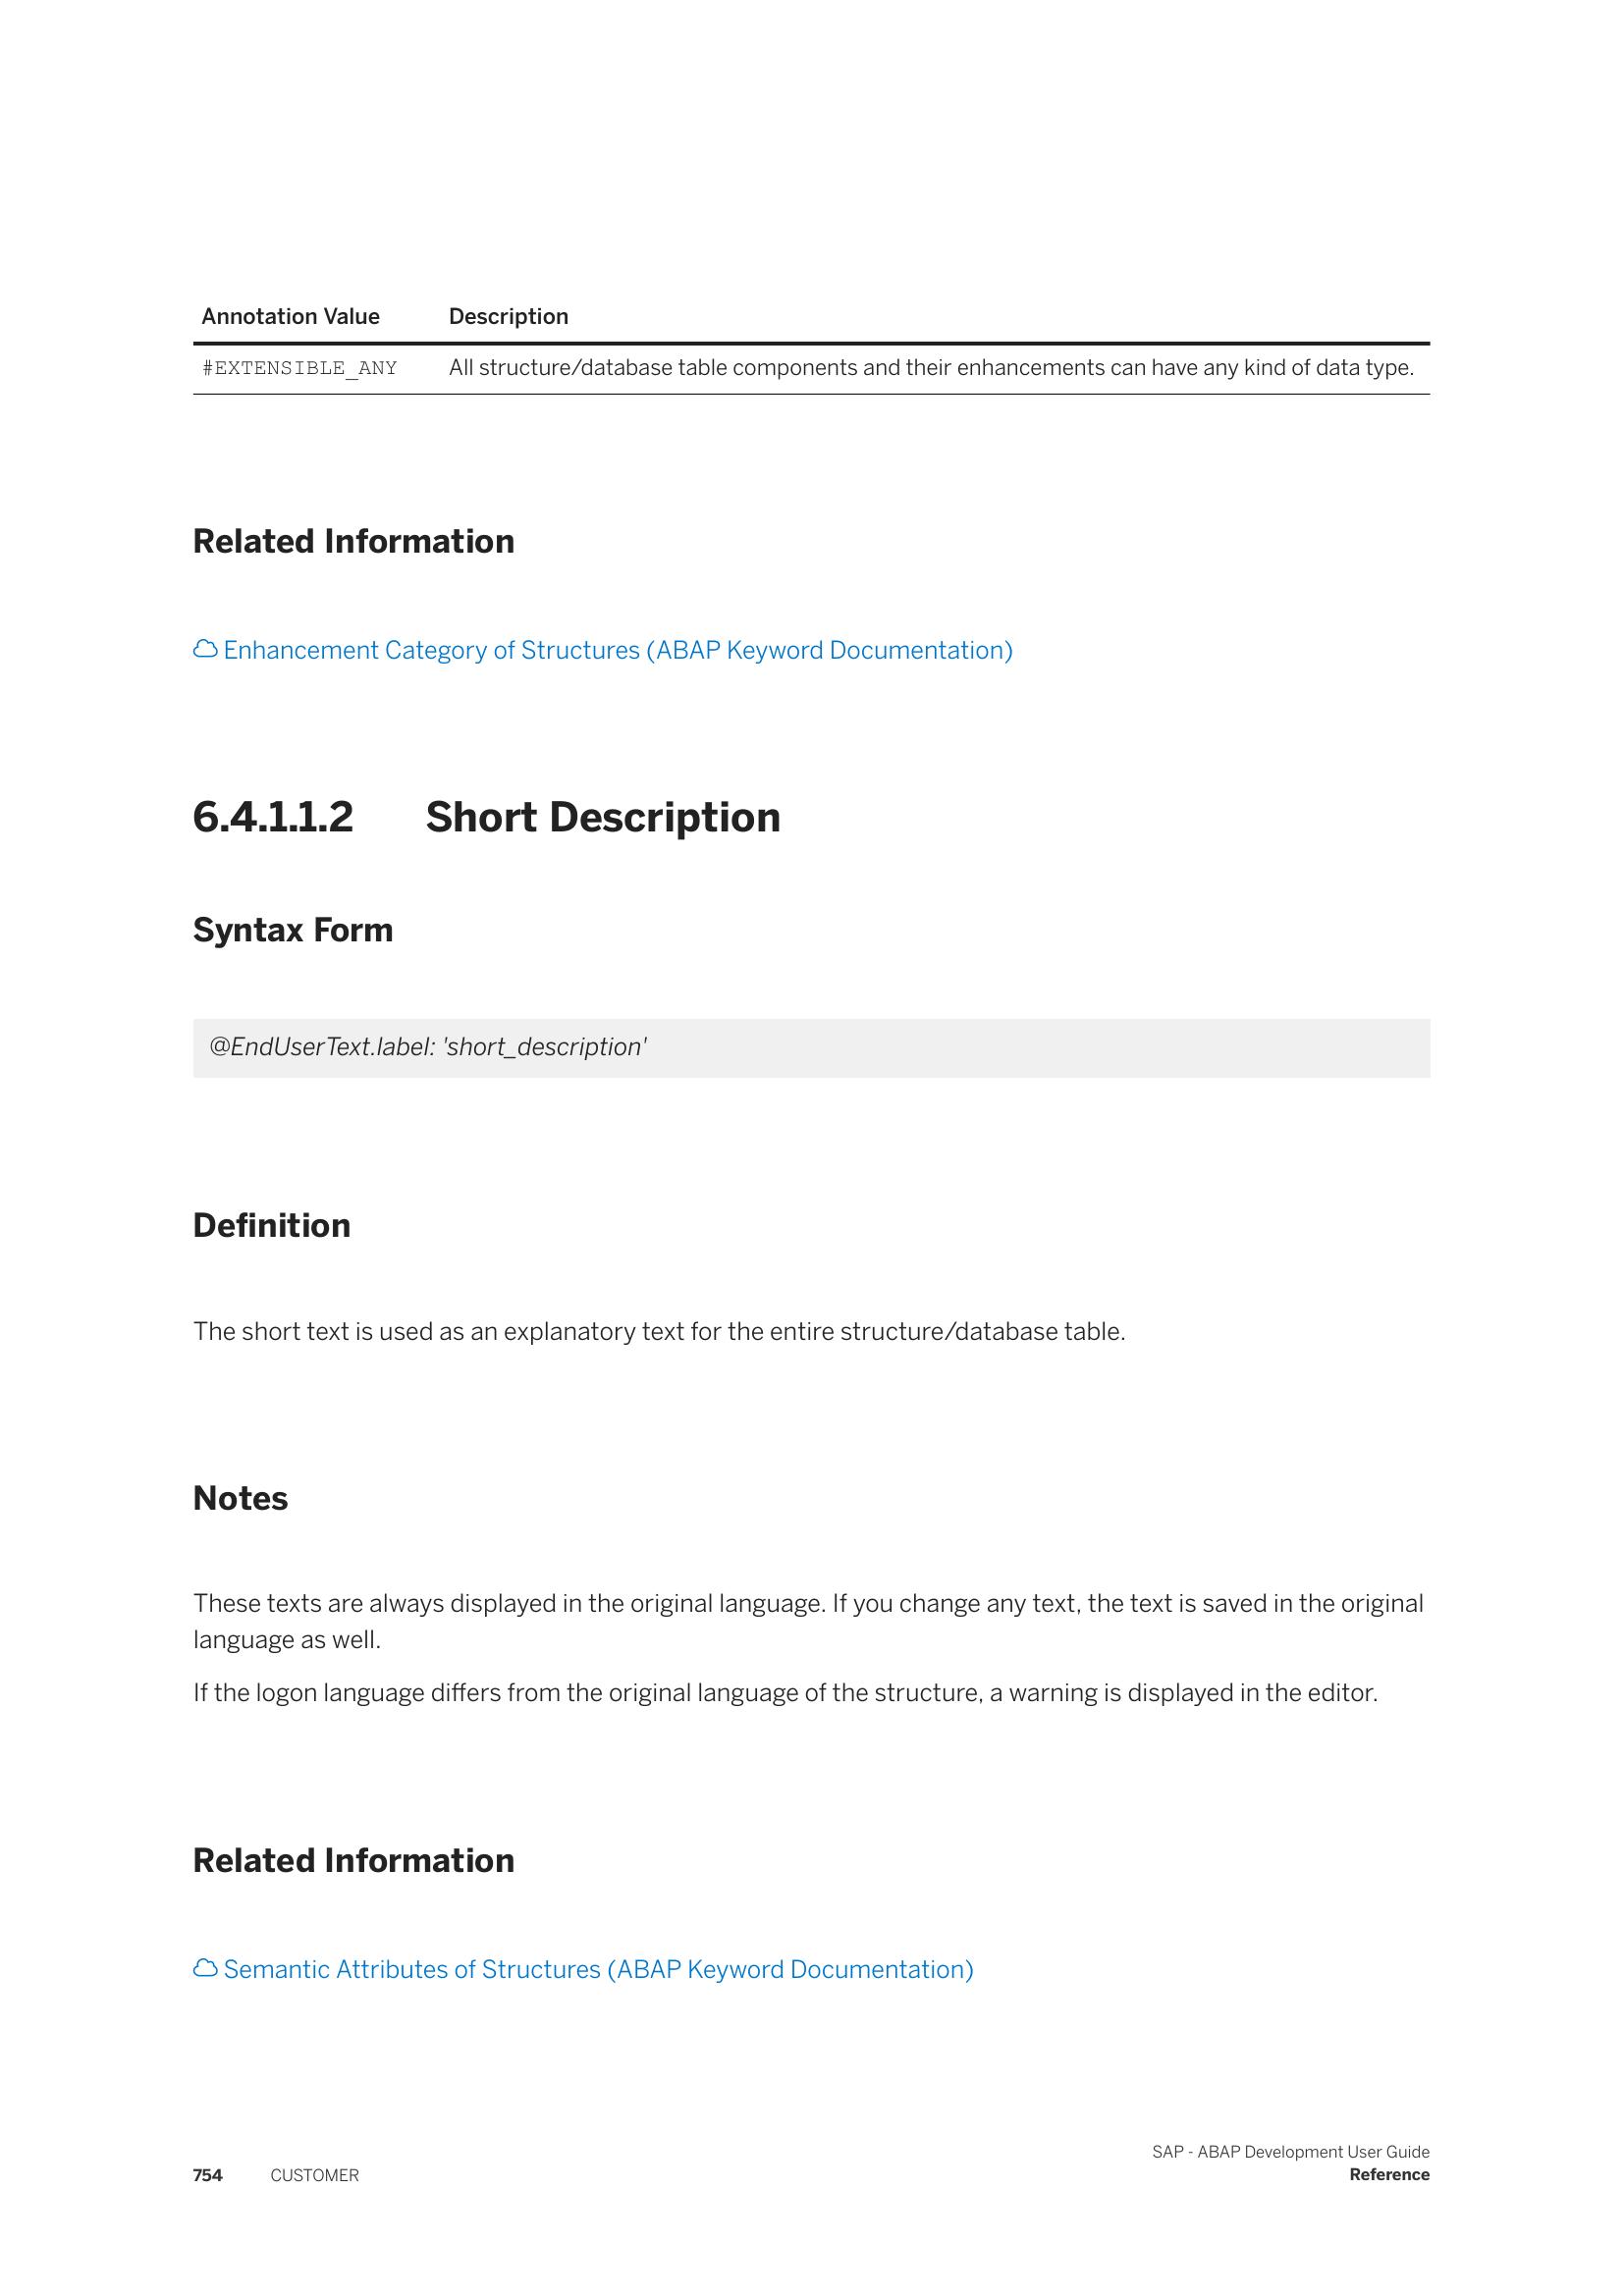 Annotation Value Description
#EXTENSIBLE_ANY All structure/database table components and their enhancements can have any kind of data type.
Related Information
Enhancement Category of Structures (ABAP Keyword Documentation)
6.4.1.1.2 Short Description
Syntax Form
@EndUserText.label: 'short_description'
Definition
The short text is used as an explanatory text for the entire structure/database table.
Notes
These texts are always displayed in the original language. If you change any text, the text is saved in the original
language as well.
If the logon language differs from the original language of the structure, a warning is displayed in the editor.
Related Information
Semantic Attributes of Structures (ABAP Keyword Documentation)
SAP - ABAP Development User Guide
754 CUSTOMER Reference